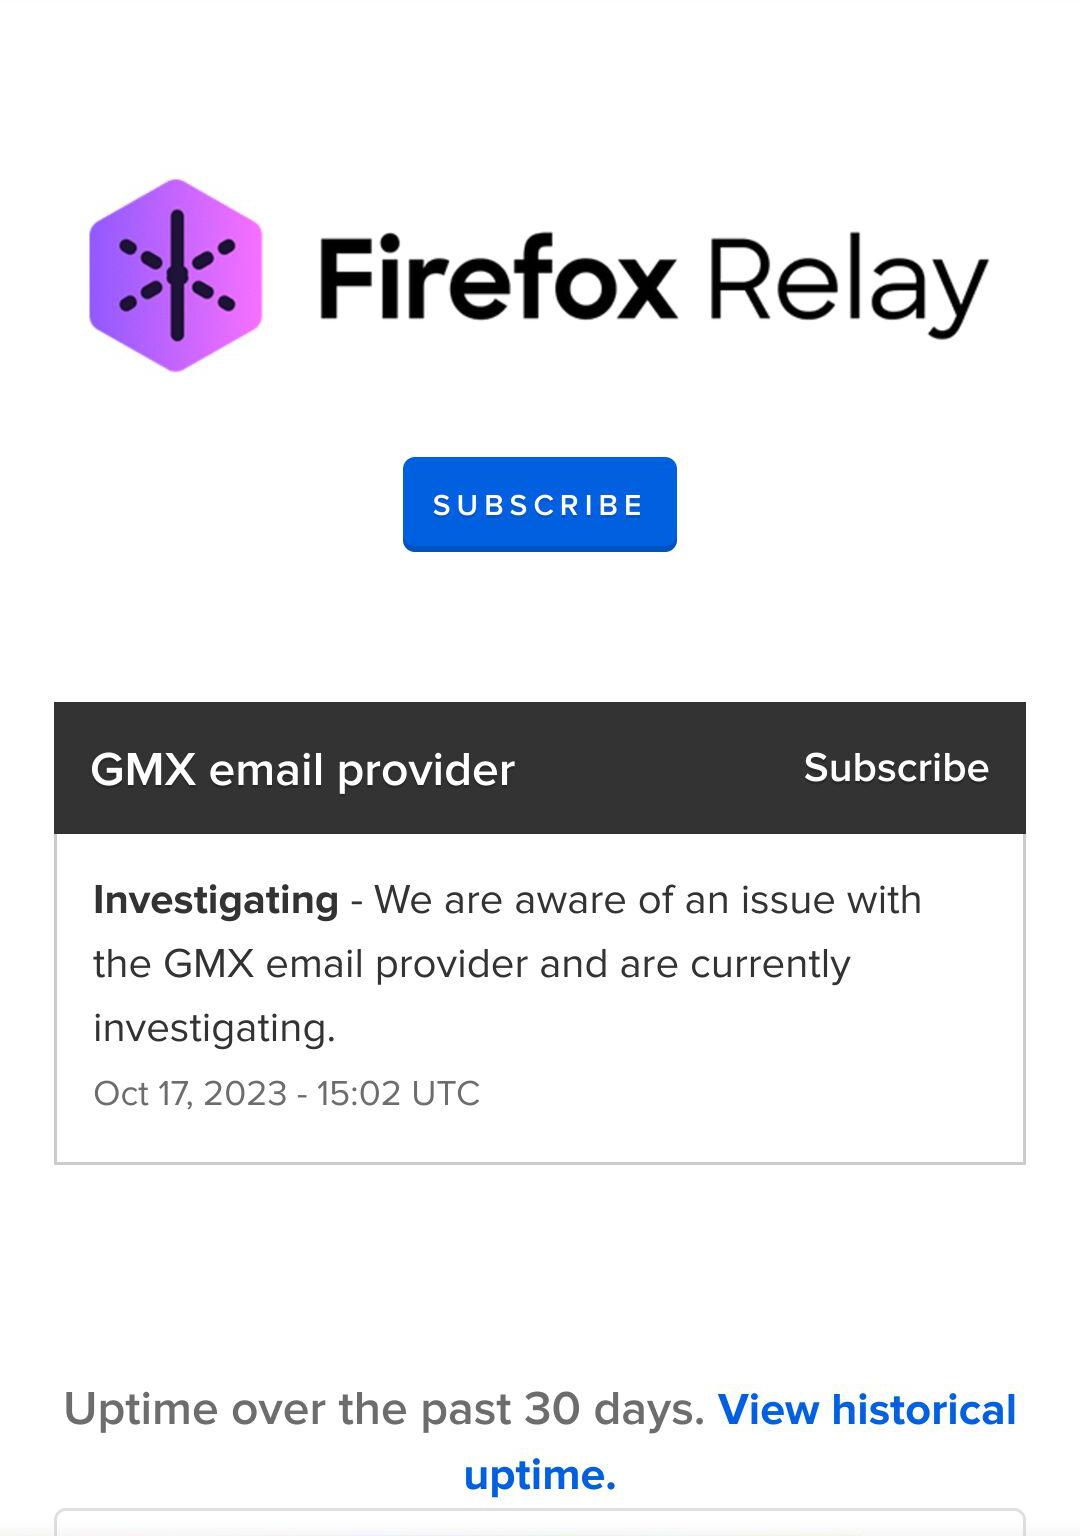 Firefox Relay
SUBSCRIBE
GMX email provider
Subscribe
Investigating - We are aware of an issue with
the GMX email provider and are currently
investigating.
Oct 17, 2023 - 15:02 UTC
Uptime over the past 30 days. View historical
uptime.